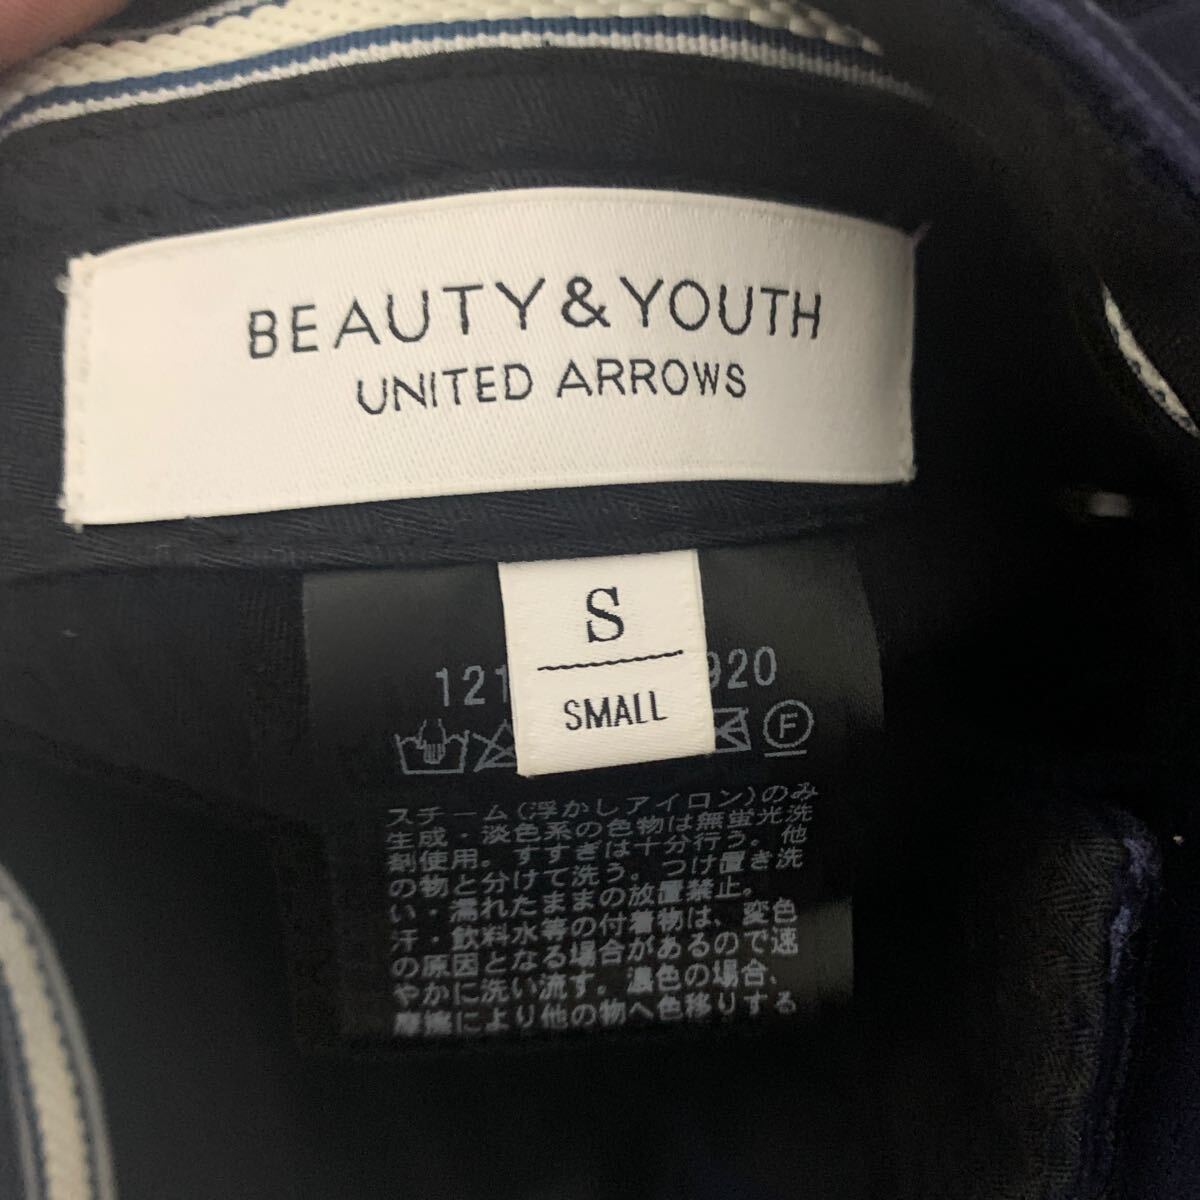 BEAUTY & YOUTH
UNITED ARROWS
S
SMALL
121 920
F
スチーム(浮かしアイロン)のみ
生成・淡色系の色物は無蛍光洗
剤使用。すすぎは十分行う。他
の物と分けて洗う。つけ置き洗
い・濡れたままの放置禁止。
汗・飲料水等の付着物は、変色
の原因となる場合があるので速
やかに洗い流す。濃色の場合、
摩擦により他の物へ色移りする